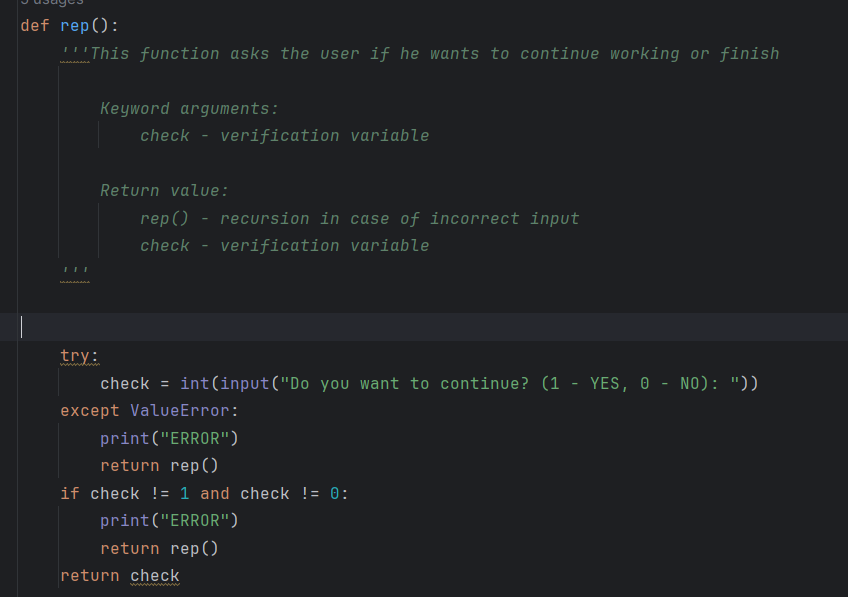 usages
def rep():
    '''This function asks the user if he wants to continue working or finish

        Keyword arguments:
            check - verification variable

        Return value:
            rep() - recursion in case of incorrect input
            check - verification variable
    '''

    try:
        check = int(input("Do you want to continue? (1 - YES, 0 - NO): "))
    except ValueError:
        print("ERROR")
        return rep()
    if check != 1 and check != 0:
        print("ERROR")
        return rep()
    return check